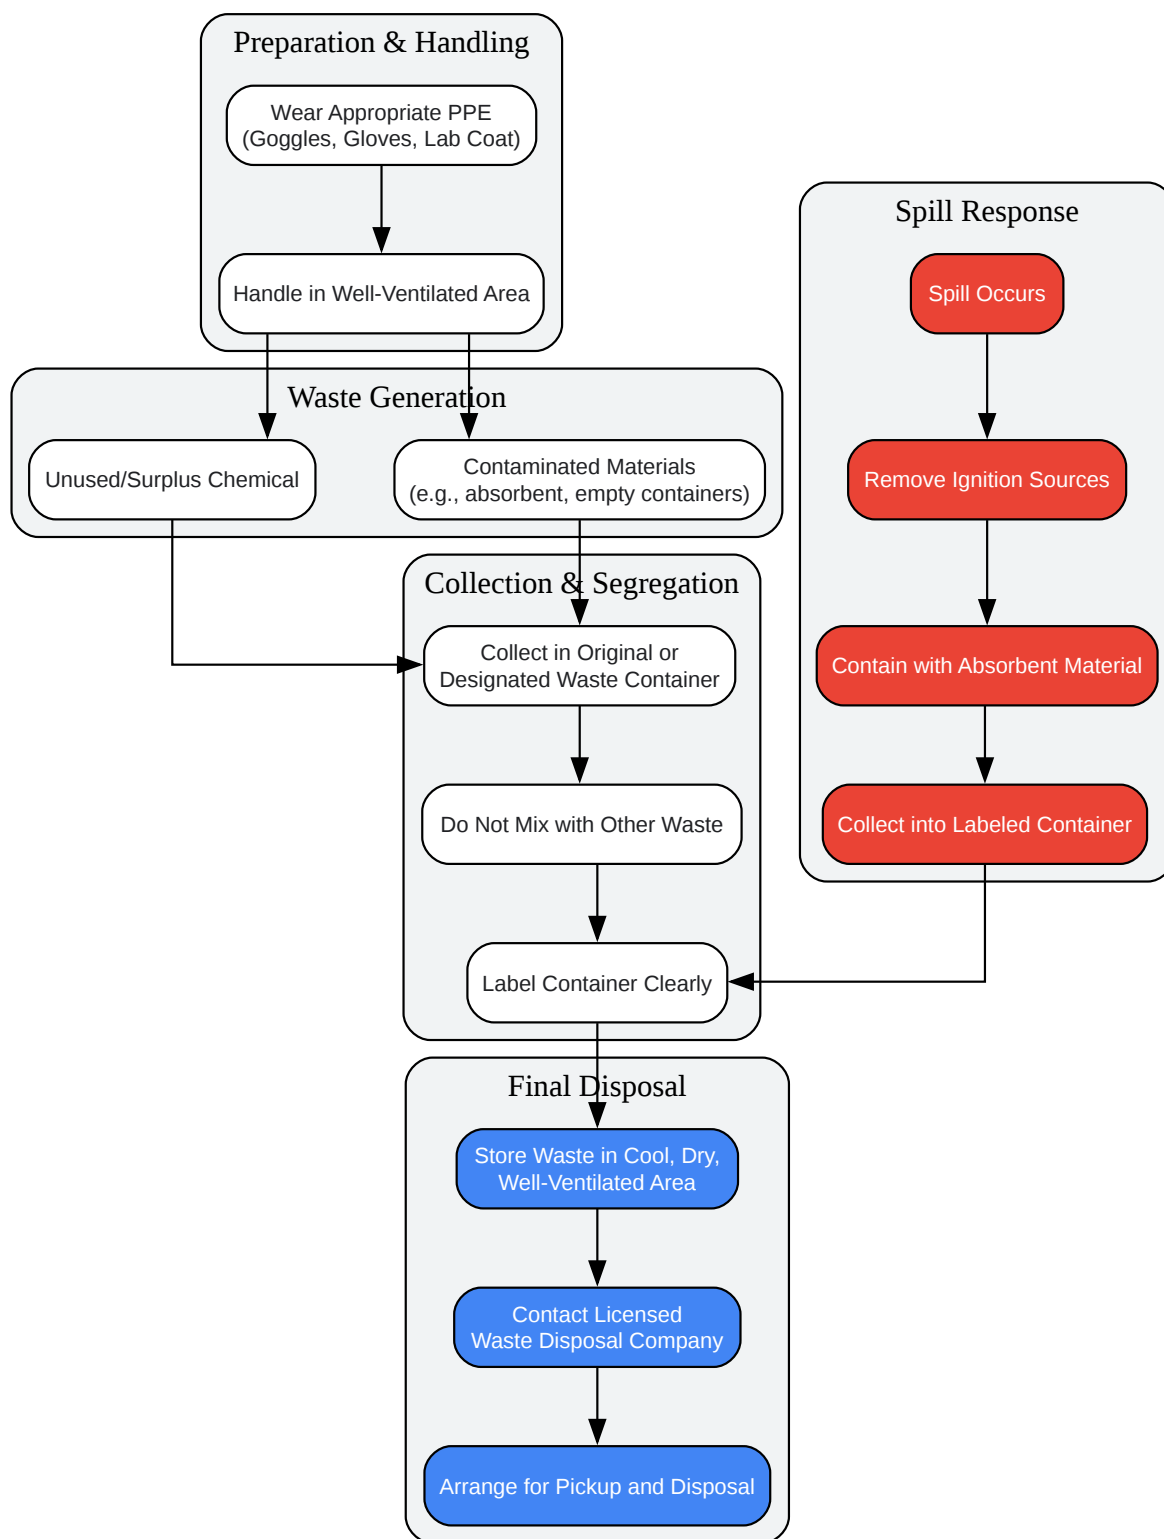 Preparation & Handling
Wear Appropriate PPE
(Goggles, Gloves, Lab Coat)
Handle in Well-Ventilated Area
Waste Generation
Unused/Surplus Chemical
Contaminated Materials
(e.g., absorbent, empty containers)
Collection & Segregation
Collect in Original or
Designated Waste Container
Do Not Mix with Other Waste
Label Container Clearly
Spill Response
Spill Occurs
Remove Ignition Sources
Contain with Absorbent Material
Collect into Labeled Container
Final Disposal
Store Waste in Cool, Dry,
Well-Ventilated Area
Contact Licensed
Waste Disposal Company
Arrange for Pickup and Disposal